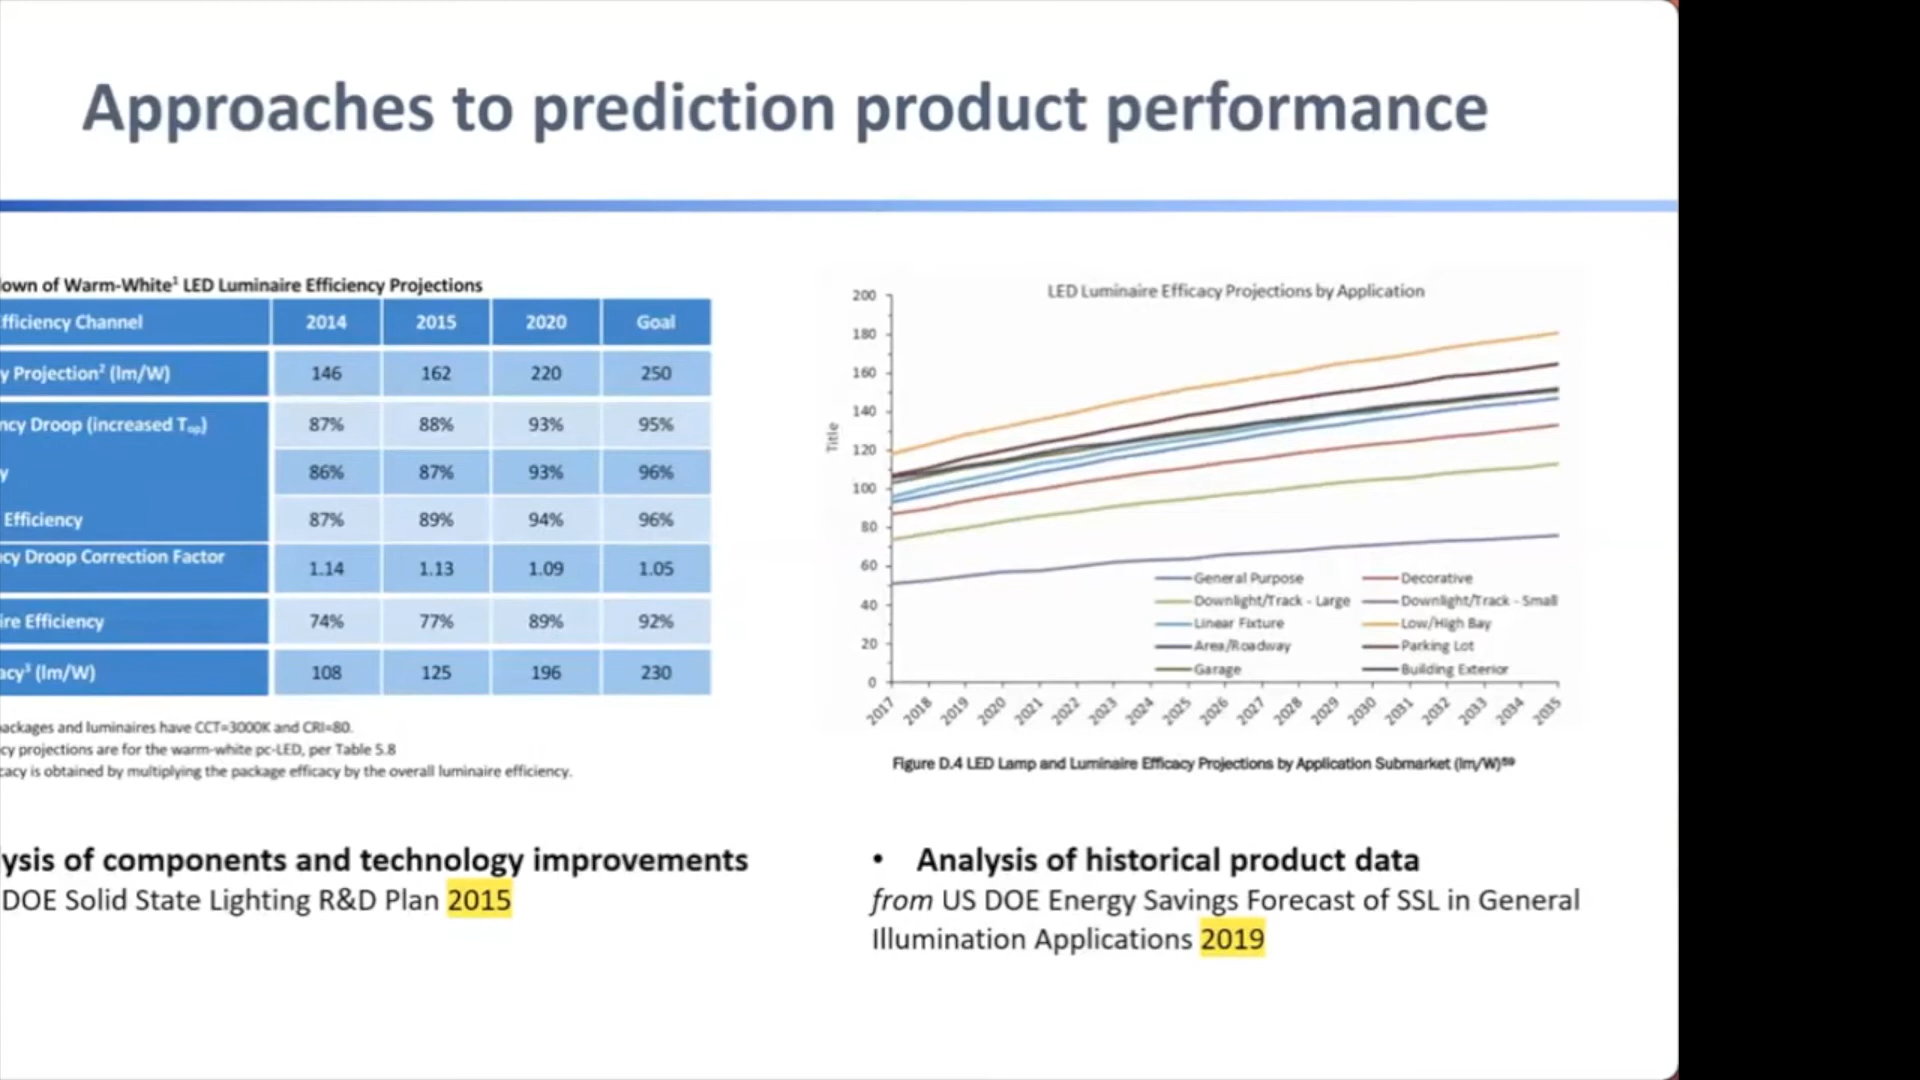 Approaches to prediction product performance
own of Warm-White¹ LED Luminaire Efficiency Projections
fficiency Channel 2014 2015 2020 Goal
y Projection² (lm/W) 146 162 220 250
ncy Droop (increased Top) 87% 88% 93% 95%
y 86% 87% 93% 96%
Efficiency 87% 89% 94% 96%
cy Droop Correction Factor 1.14 1.13 1.09 1.05
ire Efficiency 74% 77% 89% 92%
acy³ (lm/W) 108 125 196 230
ackages and luminaires have CCT=3000K and CRI=80.
cy projections are for the warm-white pc-LED, per Table 5.8
cacy is obtained by multiplying the package efficacy by the overall luminaire efficiency.
ysis of components and technology improvements
DOE Solid State Lighting R&D Plan 2015
LED Luminaire Efficacy Projections by Application
Title
200
180
160
140
120
100
80
60
40
20
0
General Purpose Decorative
Downlight/Track - Large Downlight/Track - Small
Linear Fixture Low/High Bay
Area/Roadway Parking Lot
Garage Building Exterior
2017 2018 2019 2020 2021 2022 2023 2024 2025 2026 2027 2028 2029 2030 2031 2032 2033 2034 2035
Figure D.4 LED Lamp and Luminaire Efficacy Projections by Application Submarket (lm/W)⁵⁹
• Analysis of historical product data
from US DOE Energy Savings Forecast of SSL in General
Illumination Applications 2019